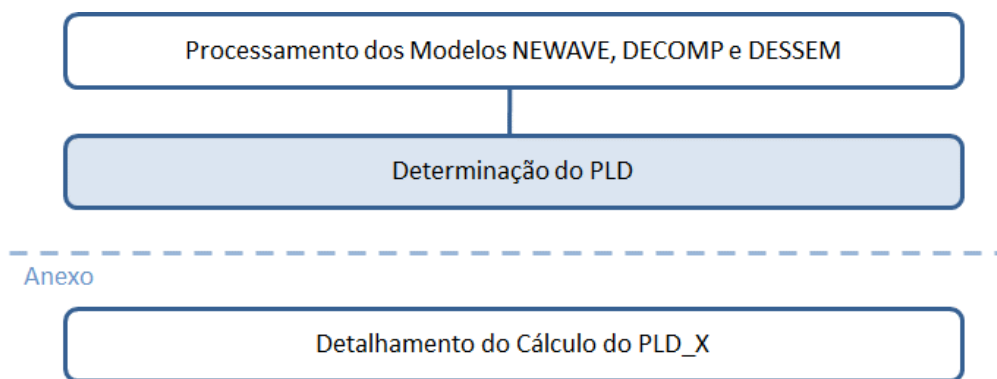 Processamento dos Modelos NEWAVE, DECOMP e DESSEM
Determinação do PLD
Anexo
Detalhamento do Cálculo do PLD_X